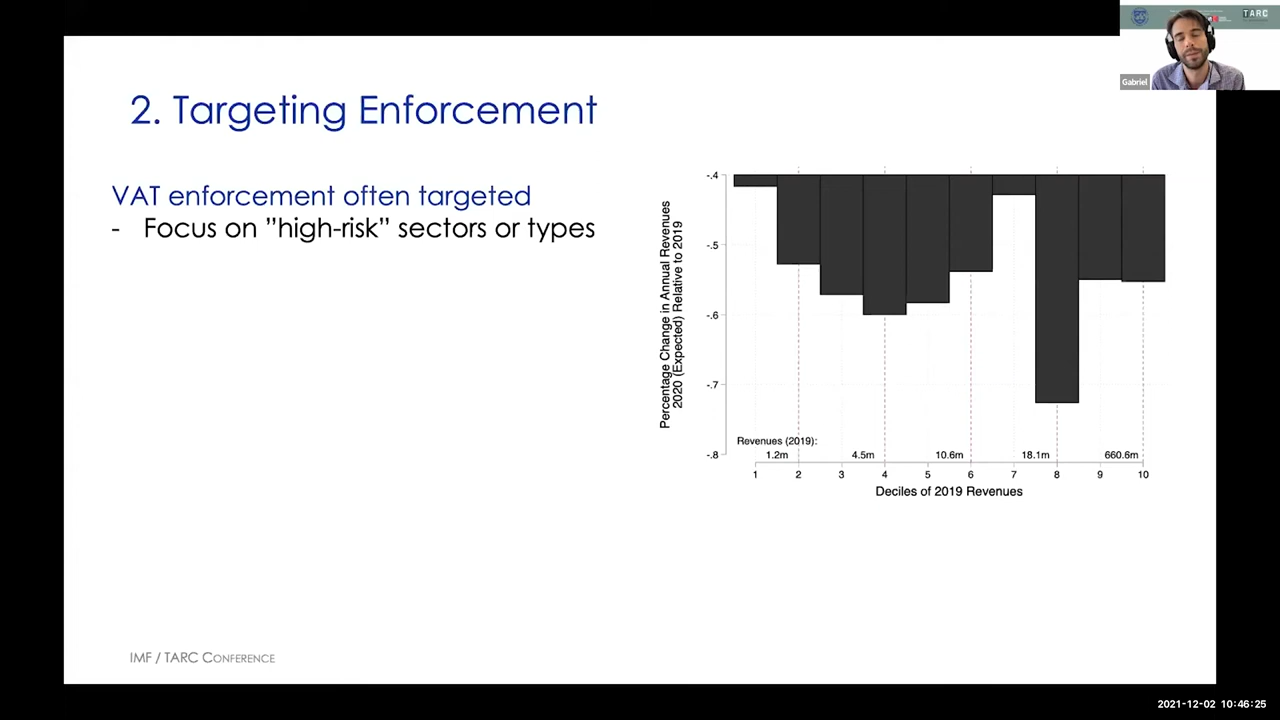 TARC
Gabriel
2. Targeting Enforcement
VAT enforcement often targeted
- Focus on ”high-risk” sectors or types
Percentage Change in Annual Revenues
2020 (Expected) Relative to 2019
-.4
-.5
-.6
-.7
-.8
Revenues (2019):
1.2m 4.5m 10.6m 18.1m 660.6m
1 2 3 4 5 6 7 8 9 10
Deciles of 2019 Revenues
IMF / TARC CONFERENCE
2021-12-02 10:46:25